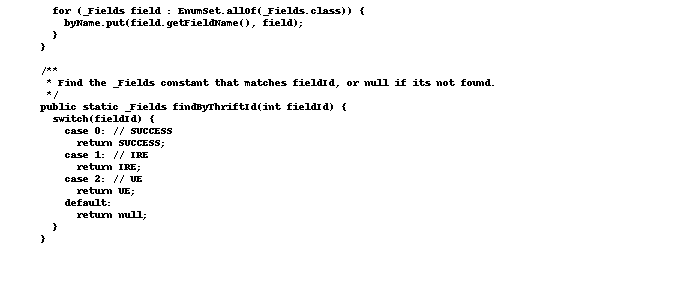 for (_Fields field : EnumSet.allOf(_Fields.class)) {
byName.put(field.getFieldName(), field);
}
}
/**
* Find the _Fields constant that matches fieldId, or null if its not found.
*/
public static _Fields findByThriftId(int fieldId) {
switch(fieldId) {
case 0: // SUCCESS
return SUCCESS;
case 1: // IRE
return IRE;
case 2: // UE
return UE;
default:
return null;
}
}